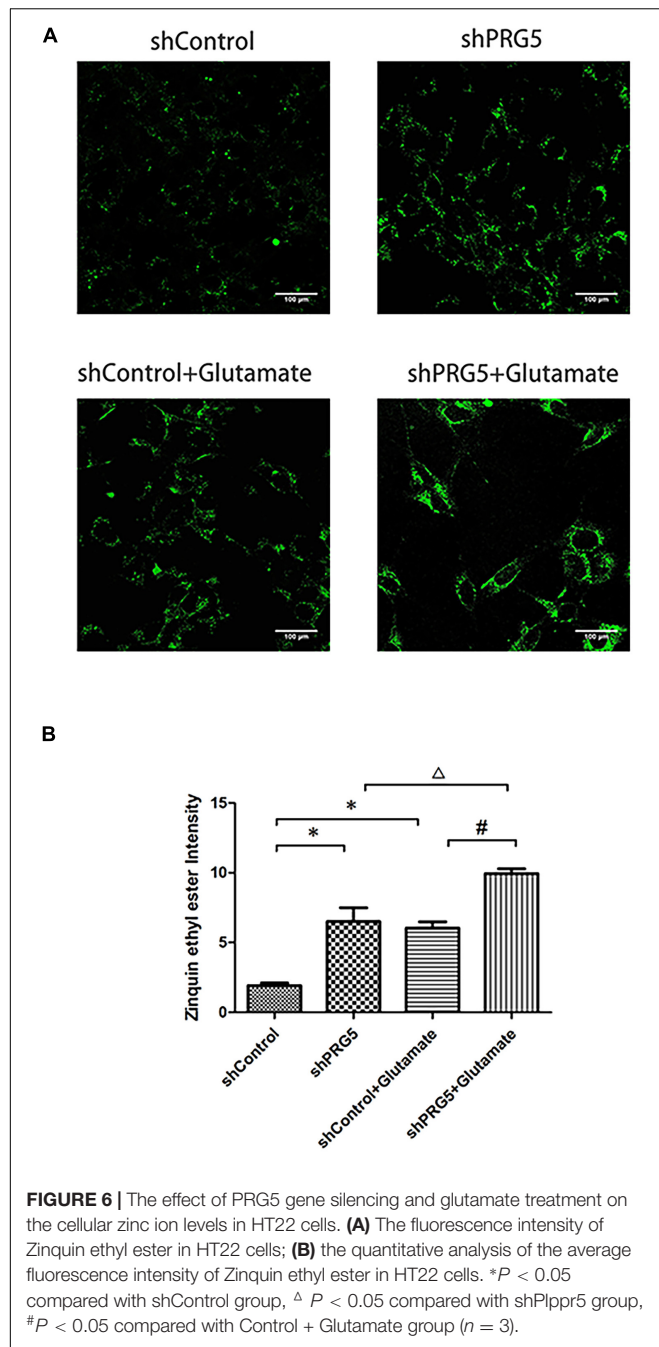 A
shControl
shPRG5
100 µm
100 µm
shControl+Glutamate
shPRG5+Glutamate
100 µm
100 µm
B
Zinquin ethyl ester Intensity
15
10
5
0
*
*
△
#
shControl
shPRG5
shControl+Glutamate
shPRG5+Glutamate
FIGURE 6 | The effect of PRG5 gene silencing and glutamate treatment on
the cellular zinc ion levels in HT22 cells. (A) The fluorescence intensity of
Zinquin ethyl ester in HT22 cells; (B) the quantitative analysis of the average
fluorescence intensity of Zinquin ethyl ester in HT22 cells. *P < 0.05
compared with shControl group, △ P < 0.05 compared with shPlppr5 group,
#P < 0.05 compared with Control + Glutamate group (n = 3).